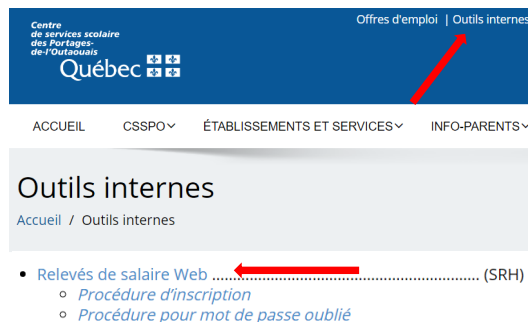 Centre
de services scolaire
des Portages-
de-l'Outaouais
Québec
Offres d'emploi | Outils internes
ACCUEIL CSSPO ÉTABLISSEMENTS ET SERVICES INFO-PARENTS
Outils internes
Accueil / Outils internes
• Relevés de salaire Web ................................................................ (SRH)
○ Procédure d'inscription
○ Procédure pour mot de passe oublié